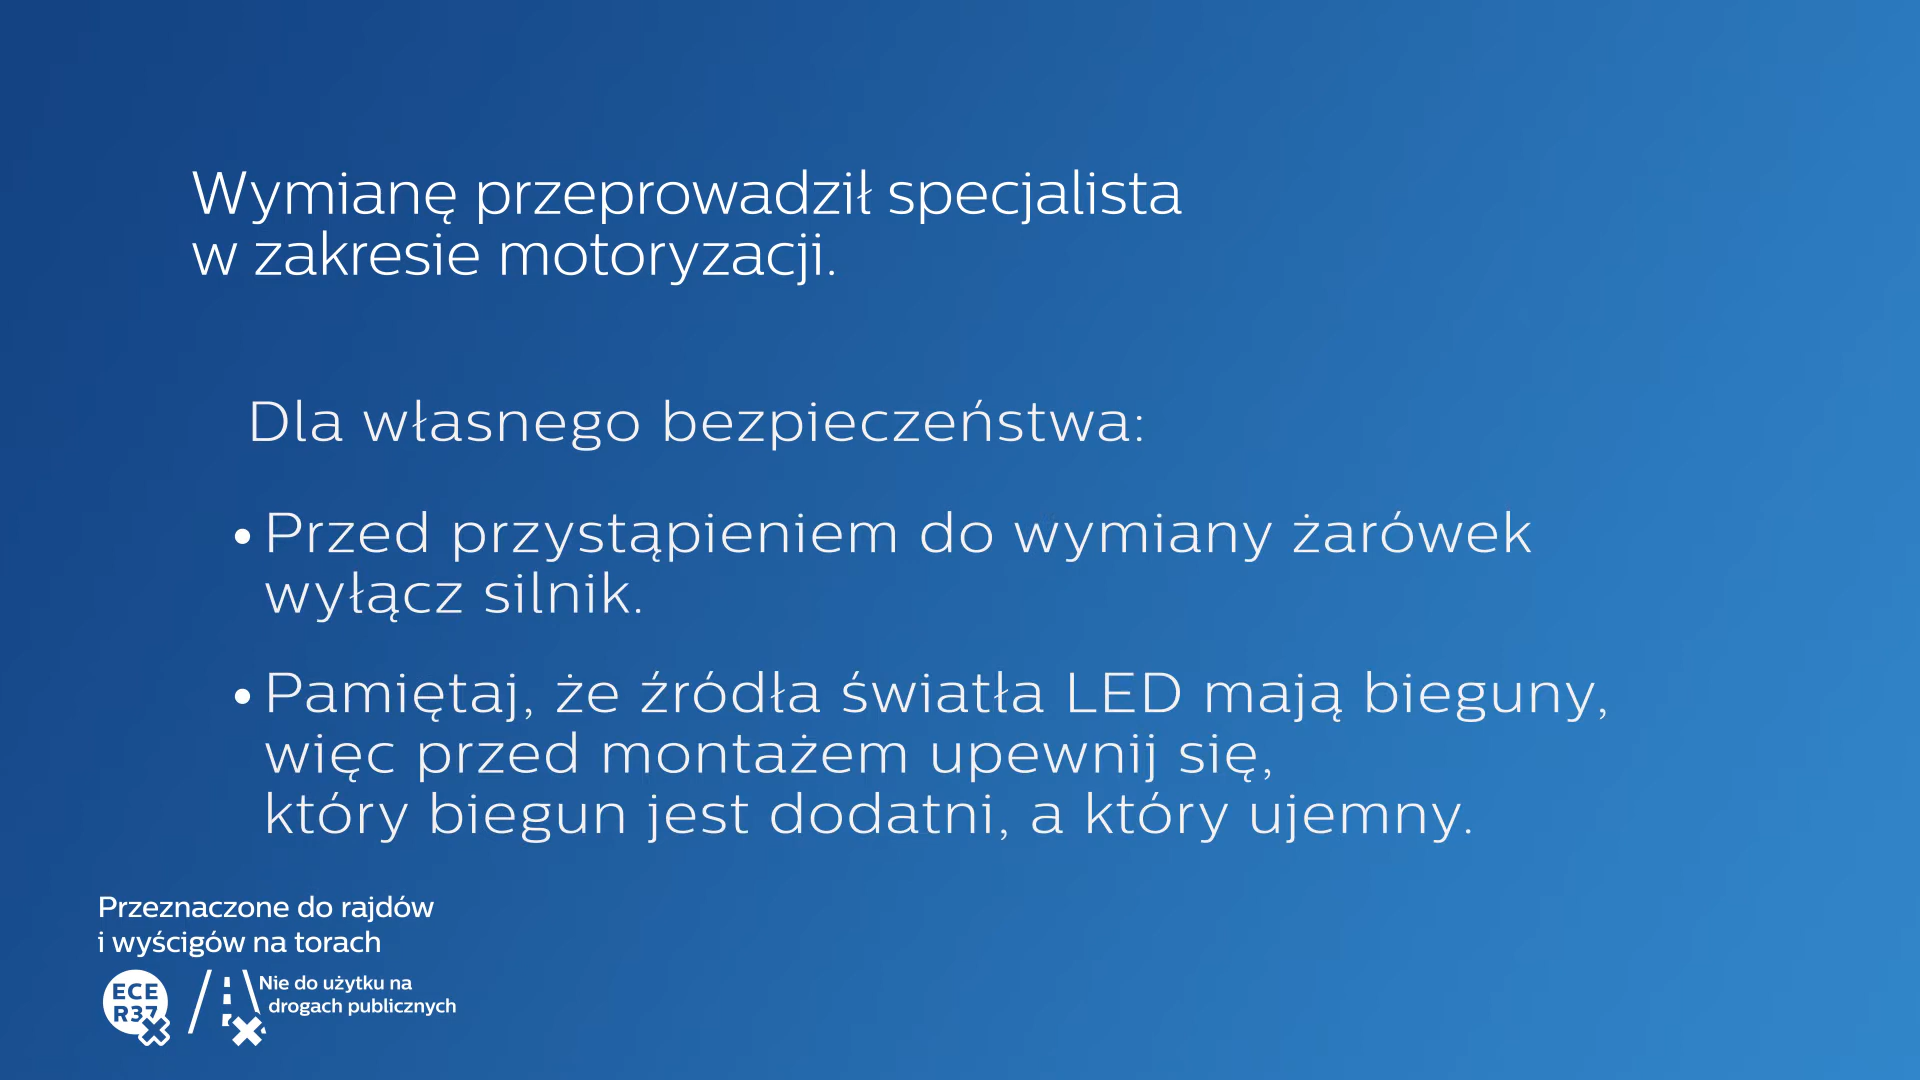 Wymianę przeprowadził specjalista
w zakresie motoryzacji.
Dla własnego bezpieczeństwa:
• Przed przystąpieniem do wymiany żarówek
wyłącz silnik.
• Pamiętaj, że źródła światła LED mają bieguny,
więc przed montażem upewnij się,
który biegun jest dodatni, a który ujemny.
Przeznaczone do rajdów
i wyścigów na torach
ECE
R37
Nie do użytku na
drogach publicznych